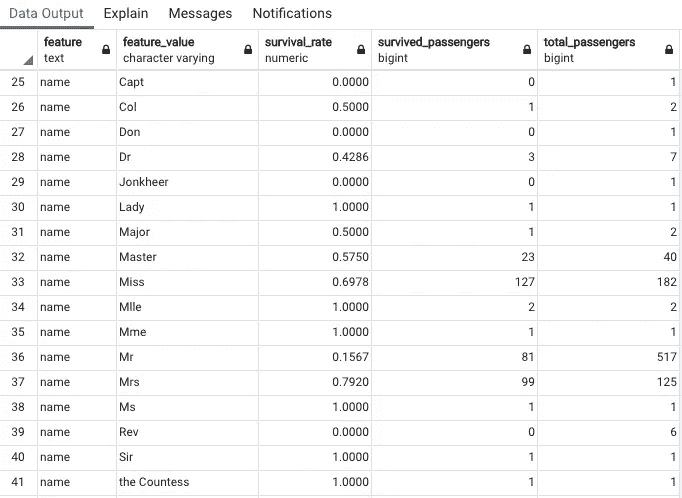 Data Output Explain Messages Notifications
feature feature_value survival_rate survived_passengers total_passengers
text character varying numeric bigint bigint
25 name Capt 0.0000 0 1
26 name Col 0.5000 1 2
27 name Don 0.0000 0 1
28 name Dr 0.4286 3 7
29 name Jonkheer 0.0000 0 1
30 name Lady 1.0000 1 1
31 name Major 0.5000 1 2
32 name Master 0.5750 23 40
33 name Miss 0.6978 127 182
34 name Mlle 1.0000 2 2
35 name Mme 1.0000 1 1
36 name Mr 0.1567 81 517
37 name Mrs 0.7920 99 125
38 name Ms 1.0000 1 1
39 name Rev 0.0000 0 6
40 name Sir 1.0000 1 1
41 name the Countess 1.0000 1 1